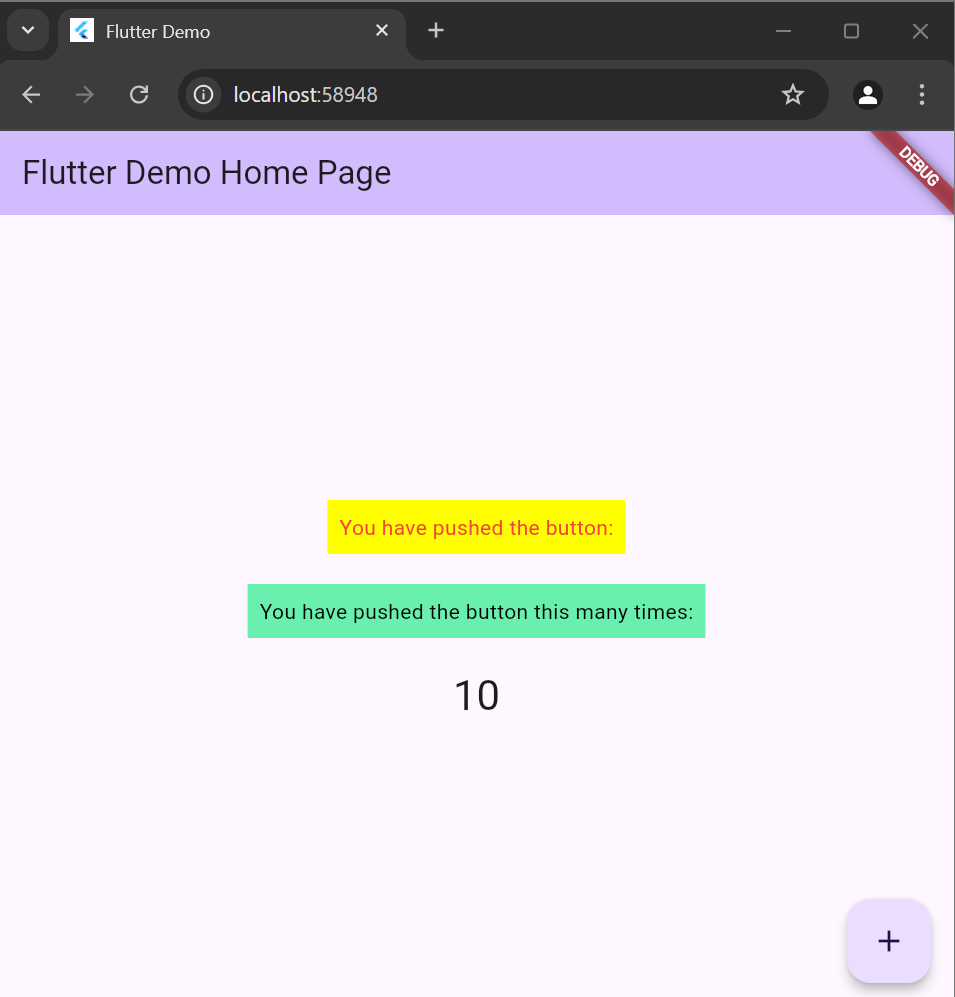 Flutter Demo
localhost:58948
Flutter Demo Home Page
DEBUG
You have pushed the button:
You have pushed the button this many times:
10